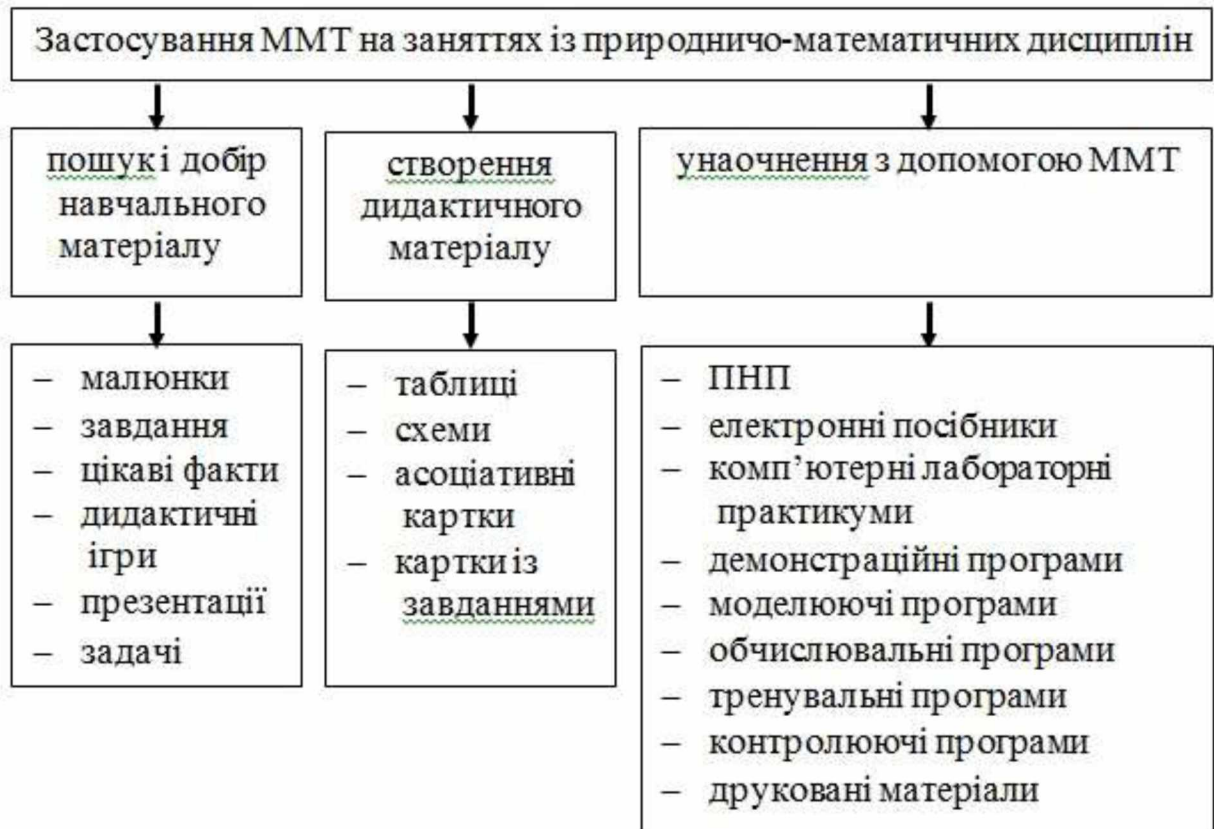 Застосування ММТ на заняттях із природничо-математичних дисциплін
пошук і добір
навчального
матеріалу
створення
дидактичного
матеріалу
унаочнення з допомогою ММТ
– малюнки
– завдання
– цікаві факти
– дидактичні
ігри
– презентації
– задачі
– таблиці
– схеми
– асоціативні
картки
– картки із
завданнями
– ПНП
– електронні посібники
– комп’ютерні лабораторні
практикуми
– демонстраційні програми
– моделюючі програми
– обчислювальні програми
– тренувальні програми
– контролюючі програми
– друковані матеріали